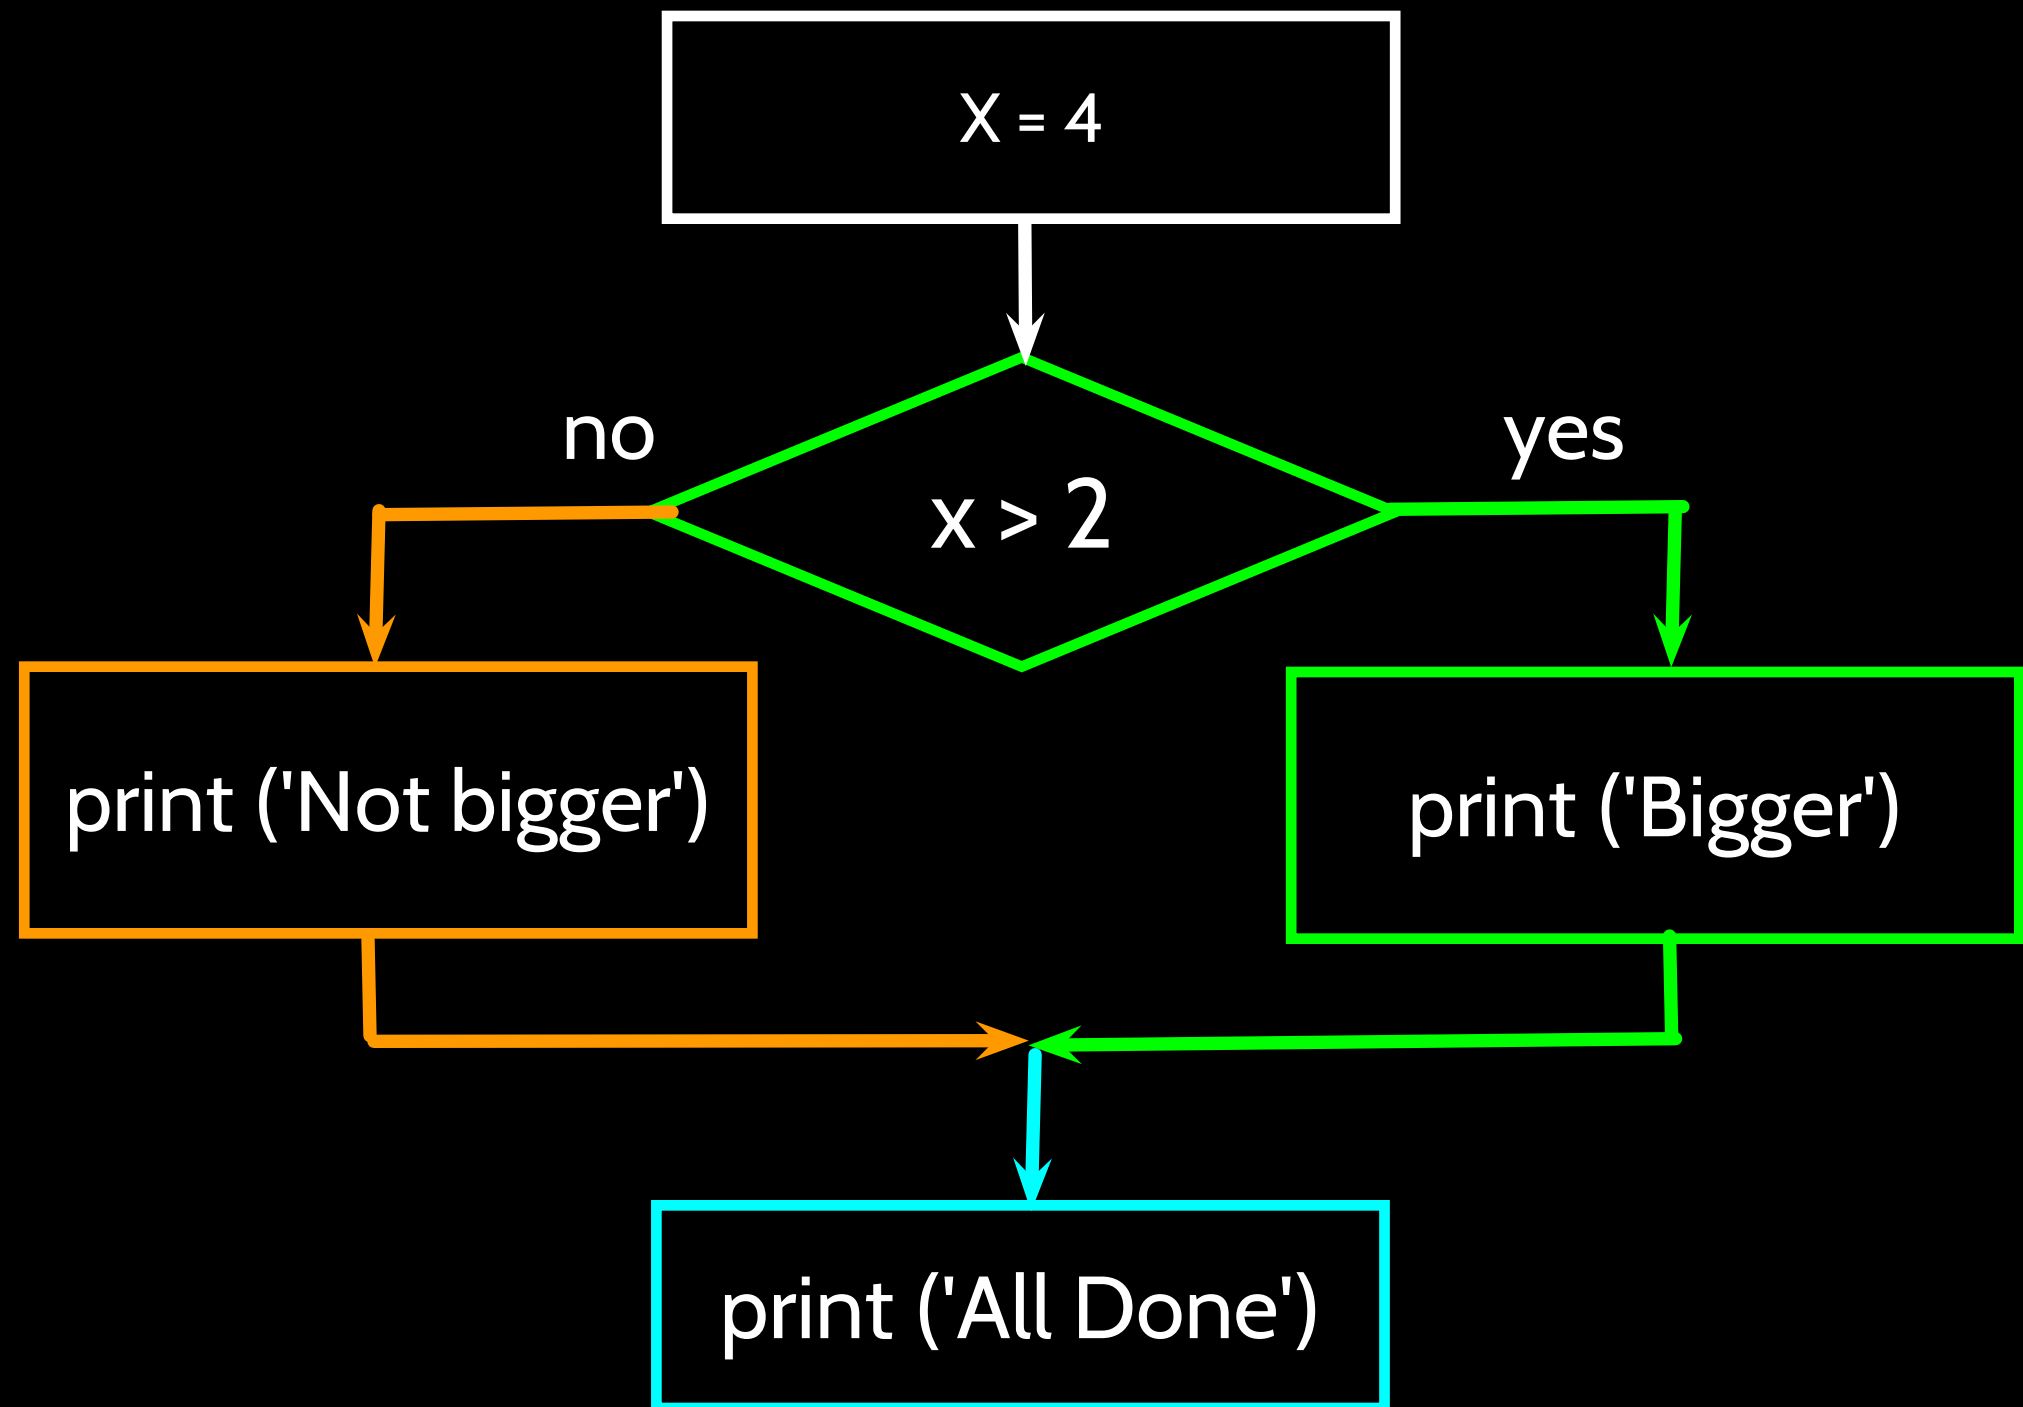 X = 4
no
yes
x > 2
print ('Not bigger')
print ('Bigger')
print ('All Done')